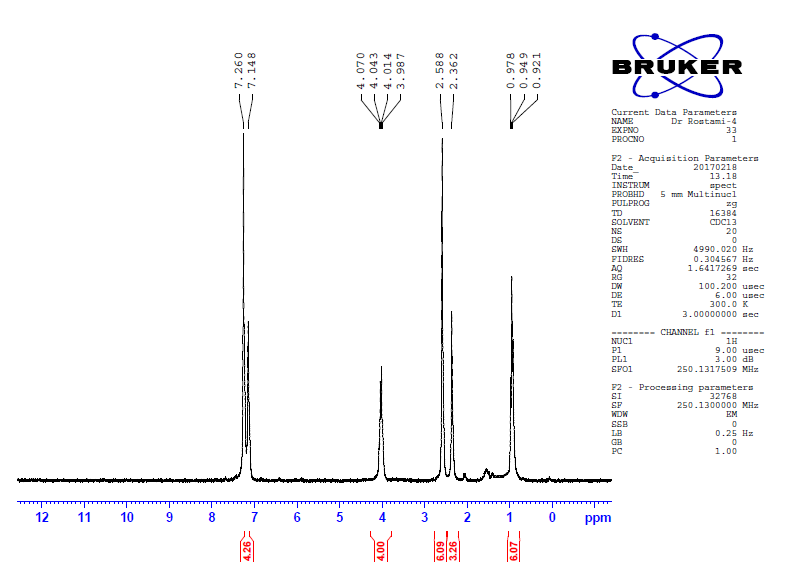 7.260
7.148
4.070
4.043
4.014
3.987
2.588
2.362
0.978
0.949
0.921
BRUKER
Current Data Parameters
NAME Dr Rostami-4
EXPNO 33
PROCNO 1
F2 - Acquisition Parameters
Date_ 20170218
Time 13.18
INSTRUM spect
PROBHD 5 mm Multinucl
PULPROG zg
TD 16384
SOLVENT CDCl3
NS 20
DS 0
SWH 4990.020 Hz
FIDRES 0.304567 Hz
AQ 1.6417269 sec
RG 32
DW 100.200 usec
DE 6.00 usec
TE 300.0 K
D1 3.00000000 sec
======== CHANNEL f1 ========
NUC1 1H
P1 9.00 usec
PL1 3.00 dB
SFO1 250.1317509 MHz
F2 - Processing parameters
SI 32768
SF 250.1300000 MHz
WDW EM
SSB 0
LB 0.25 Hz
GB 0
PC 1.00
12 11 10 9 8 7 6 5 4 3 2 1 0 ppm
4.26
4.00
6.09
3.26
6.07